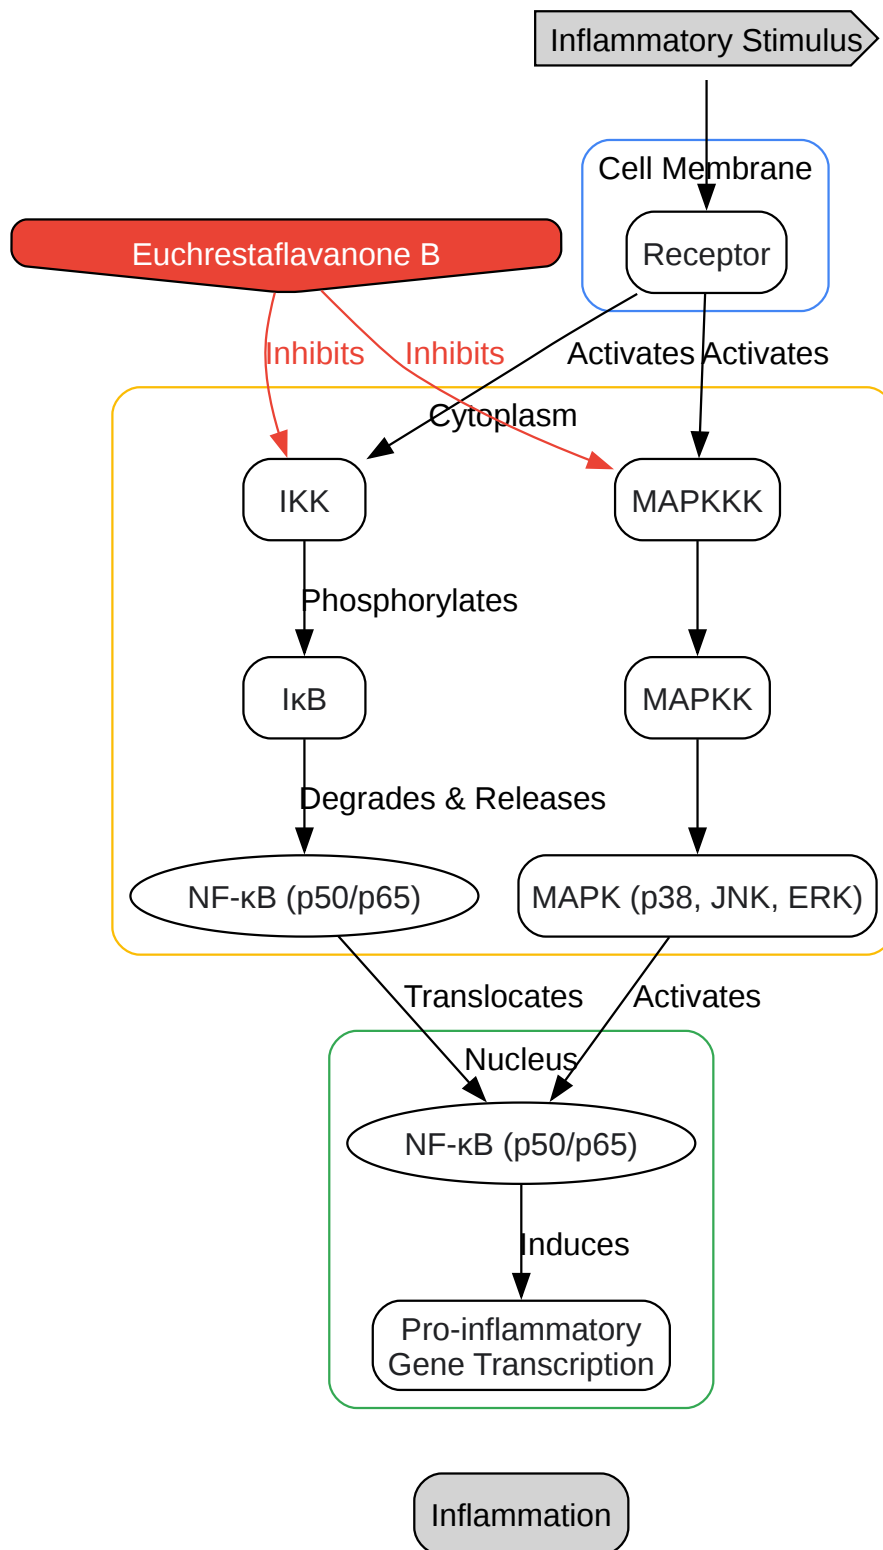 Inflammatory Stimulus
Cell Membrane
Euchrestaflavanone B
Receptor
Inhibits
Inhibits
Activates
Activates
Cytoplasm
IKK
MAPKKK
Phosphorylates
IκB
MAPKK
Degrades & Releases
NF-κB (p50/p65)
MAPK (p38, JNK, ERK)
Translocates
Activates
Nucleus
NF-κB (p50/p65)
Induces
Pro-inflammatory
Gene Transcription
Inflammation